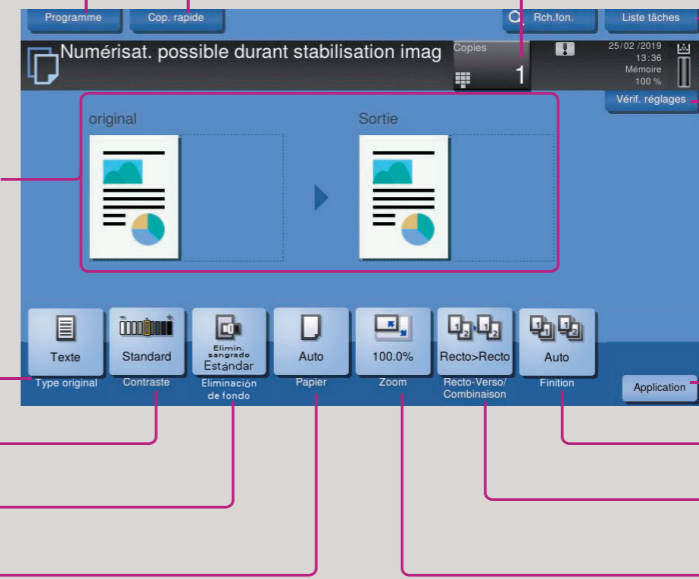 Programme
Cop. rapide
Rch.fon.
Liste tâches
Numérisat. possible durant stabilisation imag
Copies
1
25/02 /2019
13:36
Mémoire
100 %
Vérif. réglages
original
Sortie
Texte
Standard
Elimin.
sangrado
Estándar
Auto
100.0%
Recto>Recto
Auto
Type original
Contraste
Eliminación
de fondo
Papier
Zoom
Recto-Verso/
Combinaison
Finition
Application